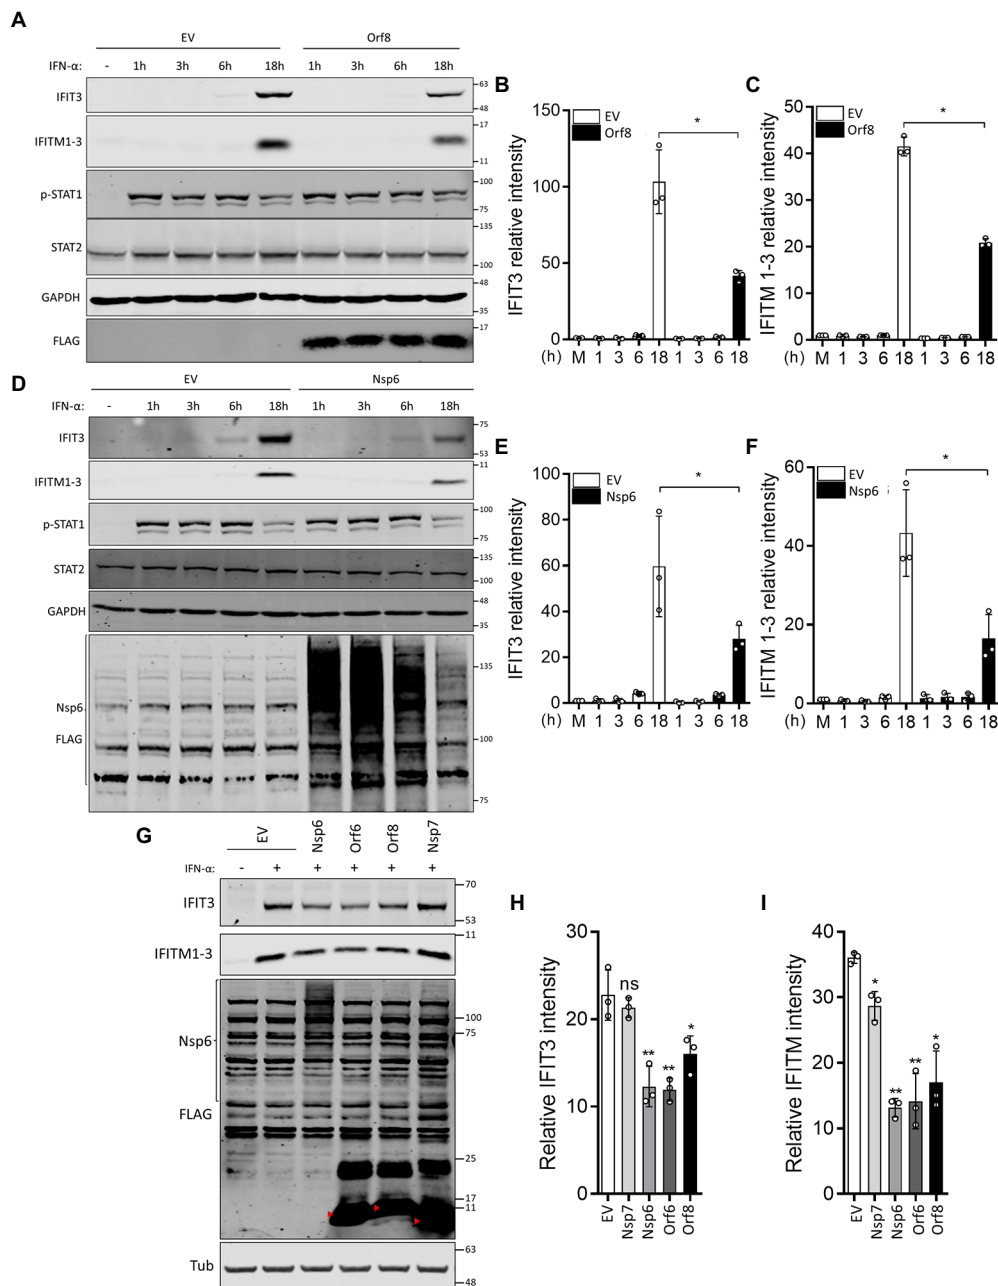 A
EV Orf8
IFN-α: - 1h 3h 6h 18h 1h 3h 6h 18h
IFIT3 63 48
IFITM1-3 17 11
p-STAT1 100 75
STAT2 135 100
GAPDH 48 35
FLAG 17
B
IFIT3 relative intensity
150
100
50
0
EV
Orf8
*
(h) M 1 3 6 18 1 3 6 18
C
IFITM 1-3 relative intensity
50
40
30
20
10
0
EV
Orf8
*
M 1 3 6 18 1 3 6 18
D
EV Nsp6
IFN-α: - 1h 3h 6h 18h 1h 3h 6h 18h
IFIT3 75 53
IFITM1-3 11
p-STAT1 100 75
STAT2 135 100
GAPDH 48 35
Nsp6 135
FLAG 100
75
E
IFIT3 relative intensity
100
80
60
40
20
0
EV
Nsp6
*
(h) M 1 3 6 18 1 3 6 18
F
IFITM 1-3 relative intensity
60
40
20
0
EV
Nsp6
*
(h) M 1 3 6 18 1 3 6 18
G
EV Nsp6 Orf6 Orf8 Nsp7
IFN-α: - + + + + +
IFIT3 70 53
IFITM1-3 11
Nsp6 100 75
FLAG
25
17
11
Tub 63 48
H
Relative IFIT3 intensity
30
20
10
0
ns ** ** *
EV Nsp7 Nsp6 Orf6 Orf8
I
Relative IFITM intensity
40
30
20
10
0
* ** ** *
EV Nsp7 Nsp6 Orf6 Orf8